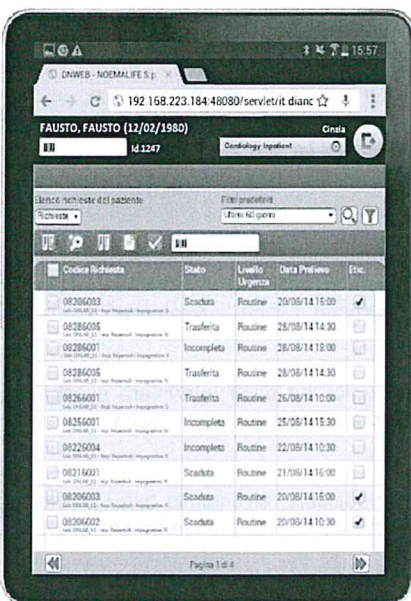 15:57
DNWEB - NOEMALIFE S.p
192.168.223.184:48080/servlet/it.dianc
FAUSTO, FAUSTO (12/02/1980)
Cinzia
Id.1247
Cardiology Inpatient
Elenco richieste del paziente
Filtri predefiniti
Richieste
Ultimi 60 giorni
Codice Richiesta Stato Livello Urgenza Data Prelievo Etic.
08206003 Scaduta Routine 20/08/14 15:00
08286005 Trasferita Routine 28/08/14 14:30
08286001 Incompleta Routine 28/08/14 18:00
08286005 Trasferita Routine 28/08/14 14:30
08266001 Trasferita Routine 26/08/14 10:00
08256001 Incompleta Routine 25/08/14 15:30
08226004 Incompleta Routine 22/08/14 10:30
08216001 Scaduta Routine 21/08/14 16:00
08206003 Scaduta Routine 20/08/14 15:00
08206002 Scaduta Routine 20/08/14 10:30
Pagina 1 di 4